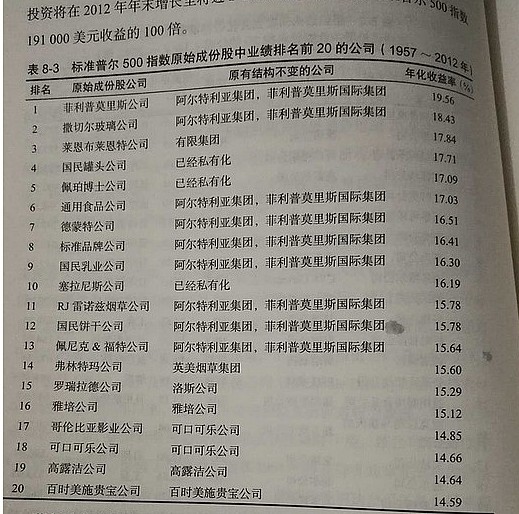 投资将在2012年年末增长至
191 000美元收益的100倍。
表8-3 标准普尔500指数原始成份股中业绩排名前20的公司（1957～2012年）
排名 原始成份股公司 原有结构不变的公司 年化收益率（%）
1 菲利普莫里斯公司 阿尔特利亚集团，菲利普莫里斯国际集团 19.56
2 撒切尔玻璃公司 阿尔特利亚集团，菲利普莫里斯国际集团 18.43
3 莱恩布莱恩特公司 有限集团 17.84
4 国民罐头公司 已经私有化 17.71
5 佩珀博士公司 已经私有化 17.09
6 通用食品公司 阿尔特利亚集团，菲利普莫里斯国际集团 17.03
7 德蒙特公司 阿尔特利亚集团，菲利普莫里斯国际集团 16.51
8 标准品牌公司 阿尔特利亚集团，菲利普莫里斯国际集团 16.41
9 国民乳业公司 阿尔特利亚集团，菲利普莫里斯国际集团 16.30
10 塞拉尼斯公司 已经私有化 16.19
11 RJ雷诺兹烟草公司 阿尔特利亚集团，菲利普莫里斯国际集团 15.78
12 国民饼干公司 阿尔特利亚集团，菲利普莫里斯国际集团 15.78
13 佩尼克＆福特公司 阿尔特利亚集团，菲利普莫里斯国际集团 15.64
14 弗林特玛公司 英美烟草集团 15.60
15 罗瑞拉德公司 洛斯公司 15.29
16 雅培公司 雅培公司 15.12
17 哥伦比亚影业公司 可口可乐公司 14.85
18 可口可乐公司 可口可乐公司 14.66
19 高露洁公司 高露洁公司 14.64
20 百时美施贵宝公司 百时美施贵宝公司 14.59